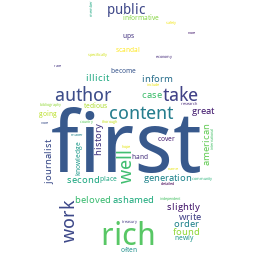 public
informative
ups
scandal
become
illicit
inform
author
case
take
tedious
content
great
going
first
history
american
journalist
knowledge
well
cover
hand
second
place
generation
beloved
ashamed
slightly
work
write
rich
order
found
newly
often